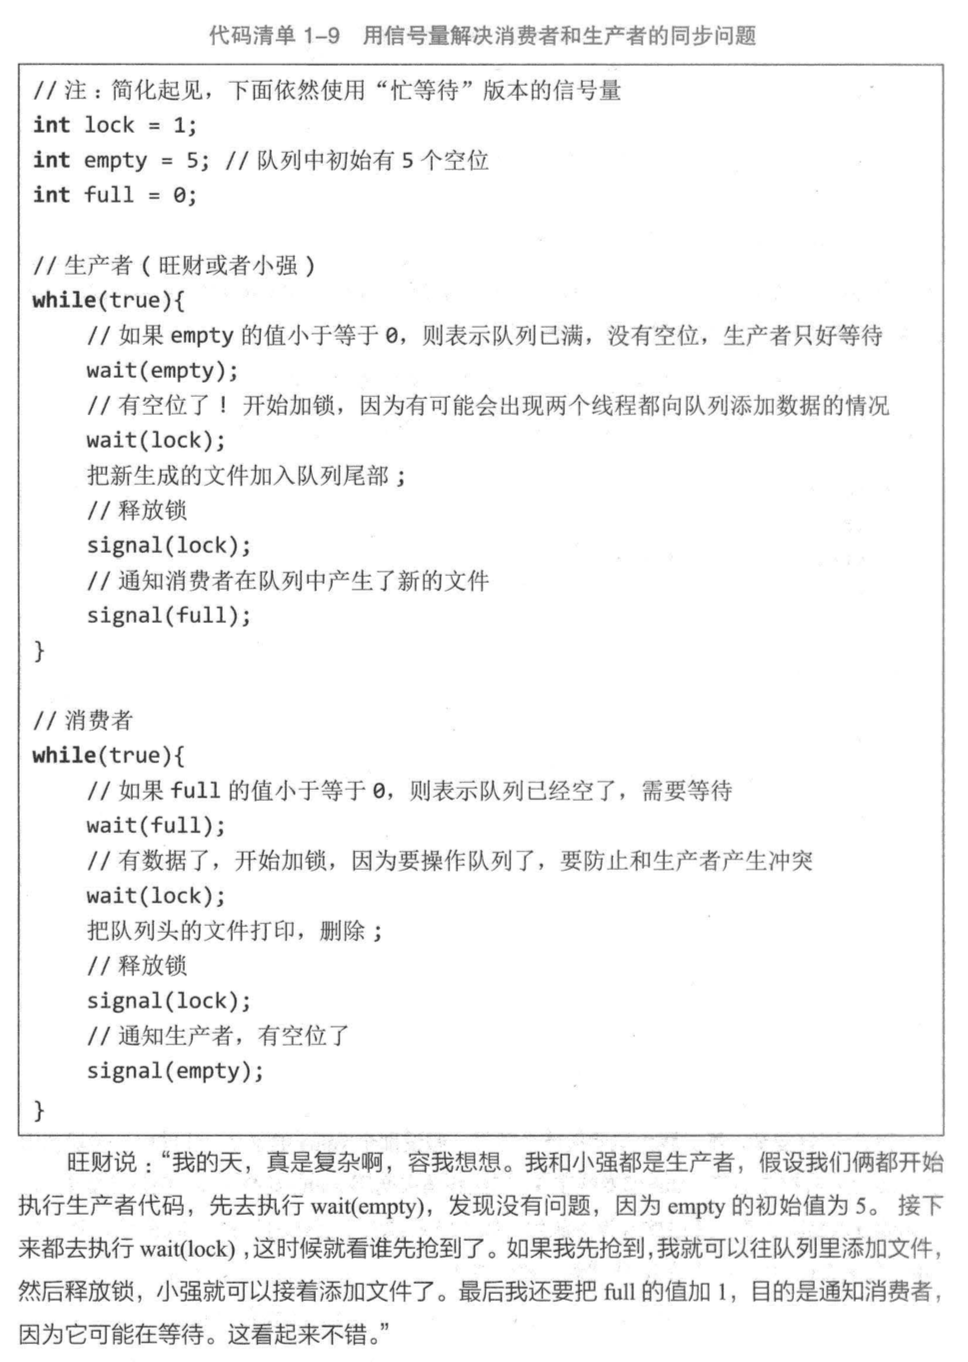 代码清单 1-9 用信号量解决消费者和生产者的同步问题
// 注：简化起见，下面依然使用“忙等待”版本的信号量
int lock = 1;
int empty = 5; // 队列中初始有 5 个空位
int full = 0;
// 生产者 ( 旺财或者小强 )
while(true){
// 如果 empty 的值小于等于 0，则表示队列已满，没有空位，生产者只好等待
wait(empty);
// 有空位了！ 开始加锁，因为有可能会出现两个线程都向队列添加数据的情况
wait(lock);
把新生成的文件加入队列尾部 ;
// 释放锁
signal(lock);
// 通知消费者在队列中产生了新的文件
signal(full);
}
// 消费者
while(true){
// 如果 full 的值小于等于 0，则表示队列已经空了，需要等待
wait(full);
// 有数据了，开始加锁，因为要操作队列了，要防止和生产者产生冲突
wait(lock);
把队列头的文件打印，删除 ;
// 释放锁
signal(lock);
// 通知生产者，有空位了
signal(empty);
}
旺财说：“我的天，真是复杂啊，容我想想。我和小强都是生产者，假设我们俩都开始
执行生产者代码，先去执行 wait(empty)，发现没有问题，因为 empty 的初始值为 5。接下
来都去执行 wait(lock)，这时候就看谁先抢到了。如果我先抢到，我就可以往队列里添加文件，
然后释放锁，小强就可以接着添加文件了。最后我还要把 full 的值加 1，目的是通知消费者，
因为它可能在等待。这看起来不错。”